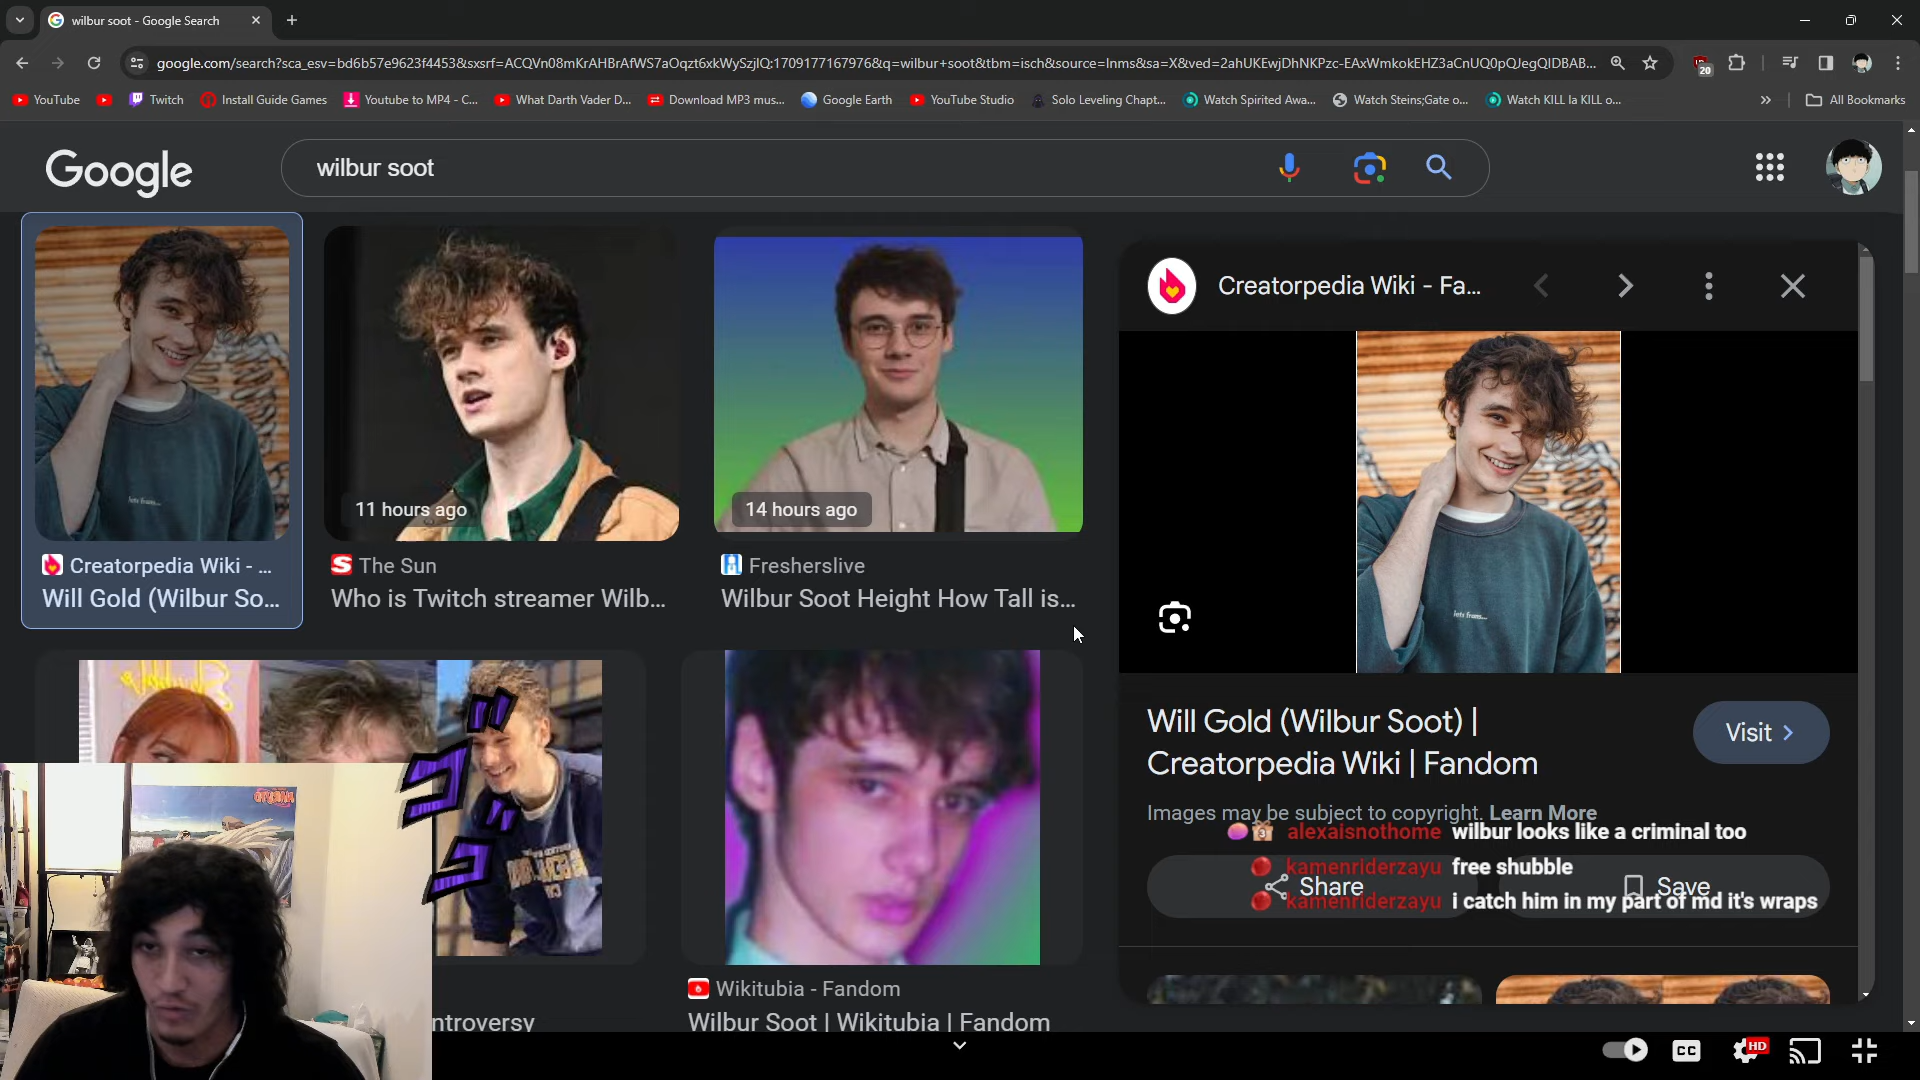 wilbur soot - Google Search
google.com/search?sca_esv=bd6b57e9623f4453&sxsrf=ACQVn08mKrAHBrAfWS7aOqzt6xkWySzjlQ:1709177167976&q=wilbur+soot&tbm=isch&source=lnms&sa=X&ved=2ahUKEwjDhNKPzc-EAxWmkokEHZ3aCnUQ0pQJegQIDBAB...
20
YouTube
Twitch
Install Guide Games
Youtube to MP4 - C...
What Darth Vader D...
Download MP3 mus...
Google Earth
YouTube Studio
Solo Leveling Chapt...
Watch Spirited Awa...
Watch Steins;Gate o...
Watch KILL la KILL o...
All Bookmarks
Google
wilbur soot
11 hours ago
14 hours ago
Creatorpedia Wiki - ...
Will Gold (Wilbur So...
The Sun
Who is Twitch streamer Wilb...
Fresherslive
Wilbur Soot Height How Tall is...
Creatorpedia Wiki - Fa...
Will Gold (Wilbur Soot) |
Creatorpedia Wiki | Fandom
Visit
Images may be subject to copyright. Learn More
alexaisnothome wilbur looks like a criminal too
kamenriderzayu free shubble
Share
Save
kamenriderzayu i catch him in my part of md it's wraps
ntroversy
Wikitubia - Fandom
Wilbur Soot | Wikitubia | Fandom
CC
HD